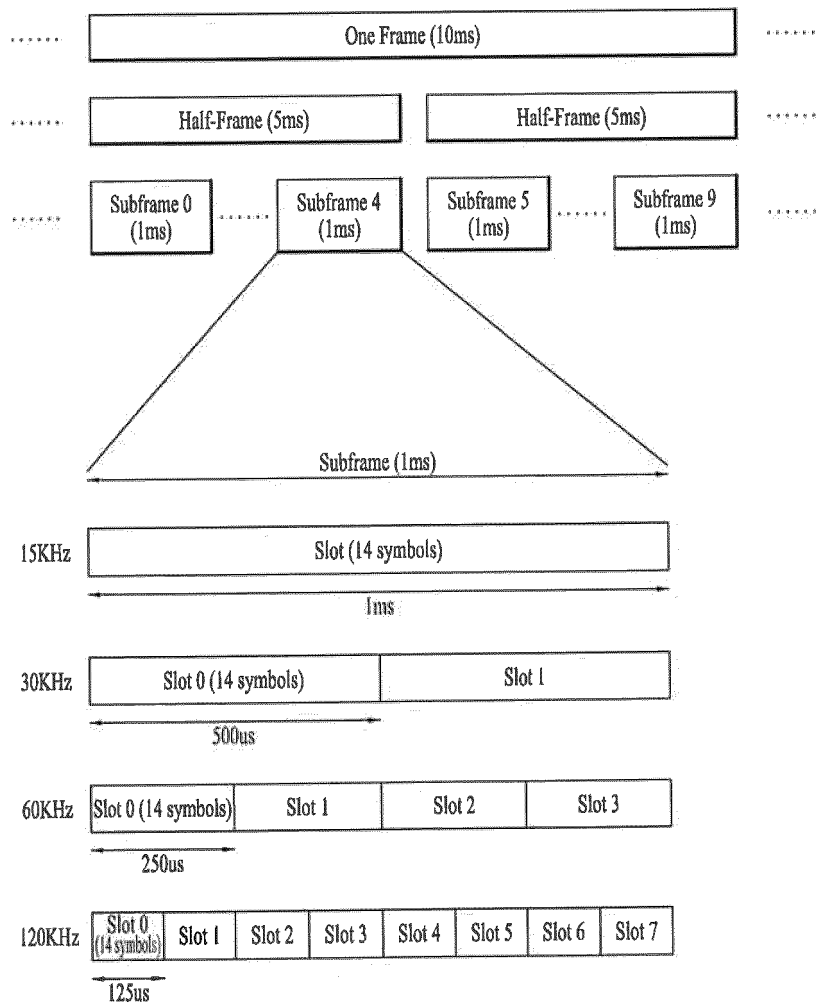 One Frame (10ms)
Half-Frame (5ms) Half-Frame (5ms)
Subframe 0 Subframe 4 Subframe 5 Subframe 9
(1ms) (1ms) (1ms) (1ms)
Subframe (1ms)
15KHz Slot (14 symbols)
1ms
30KHz Slot 0 (14 symbols) Slot 1
500us
60KHz Slot 0 (14 symbols) Slot 1 Slot 2 Slot 3
250us
120KHz Slot 0 (14 symbols) Slot 1 Slot 2 Slot 3 Slot 4 Slot 5 Slot 6 Slot 7
125us